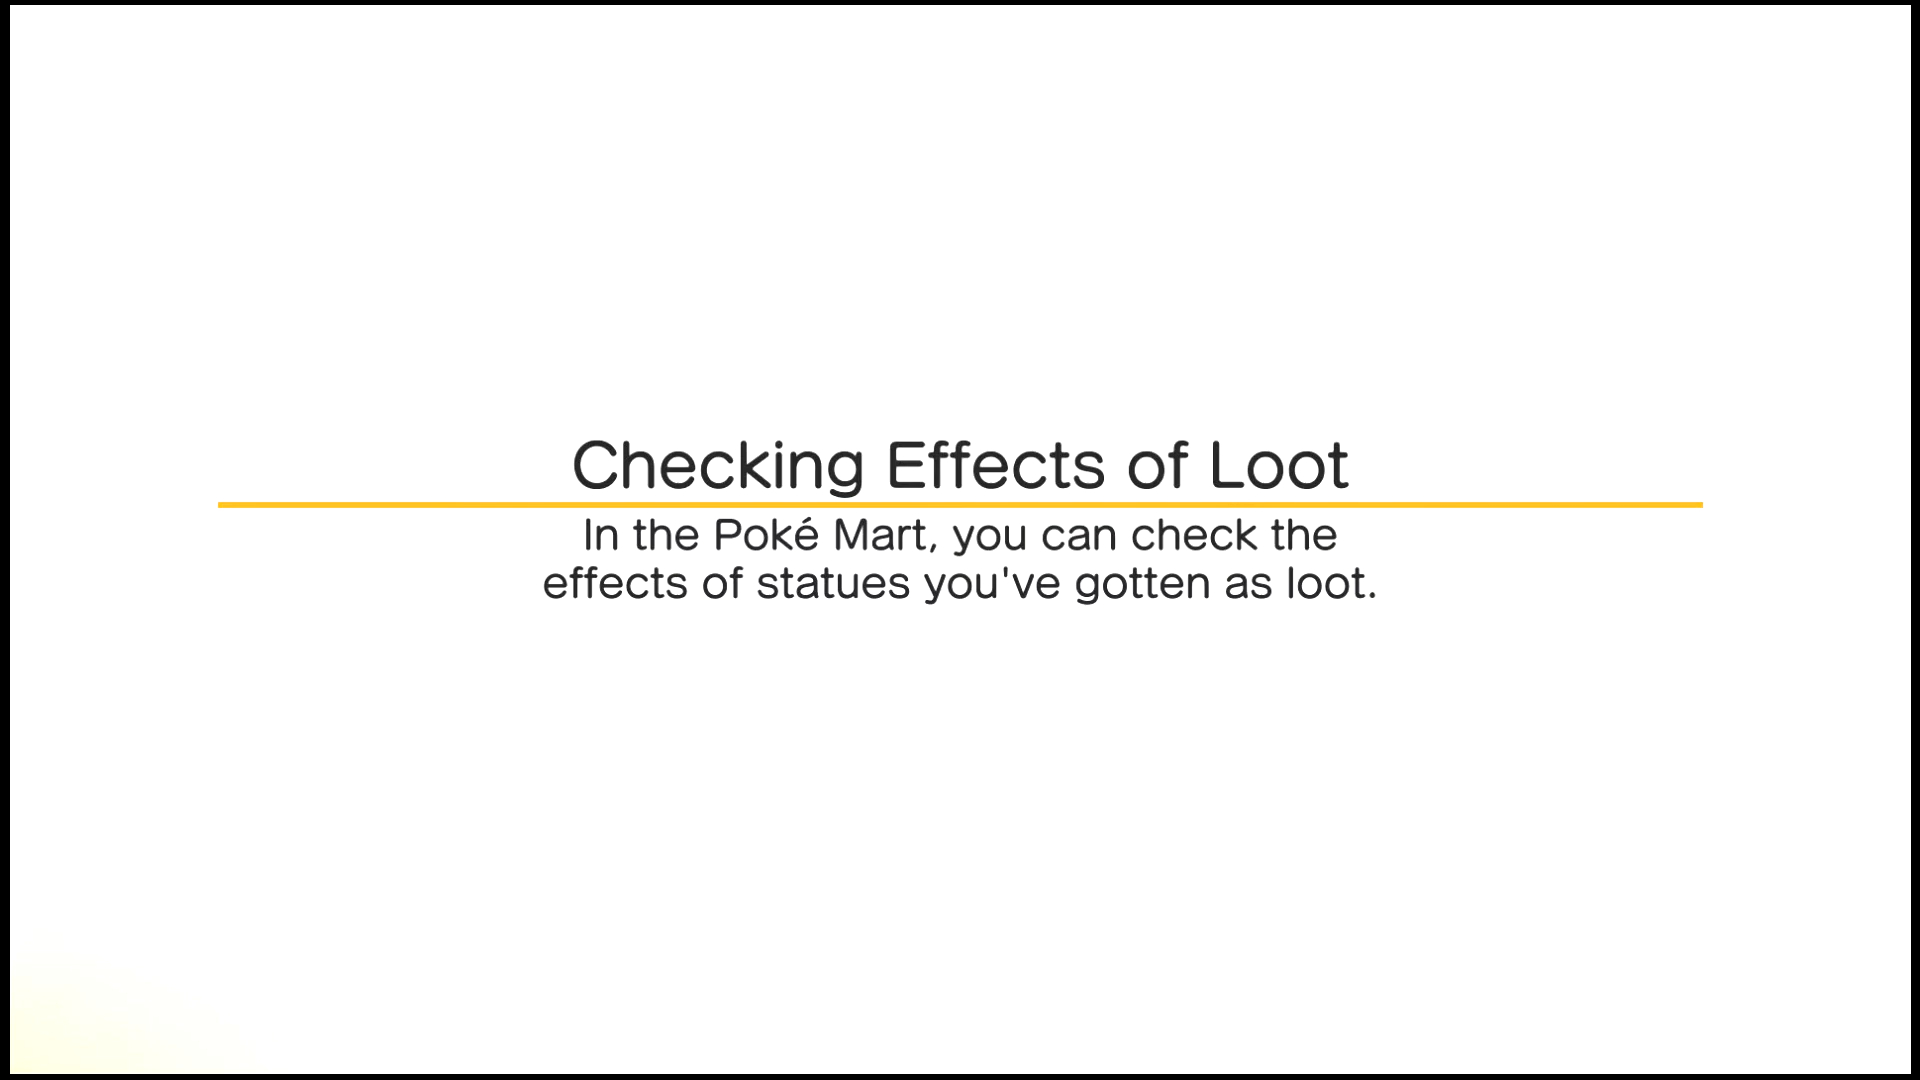 Checking Effects of Loot
In the Poké Mart, you can check the
effects of statues you've gotten as loot.